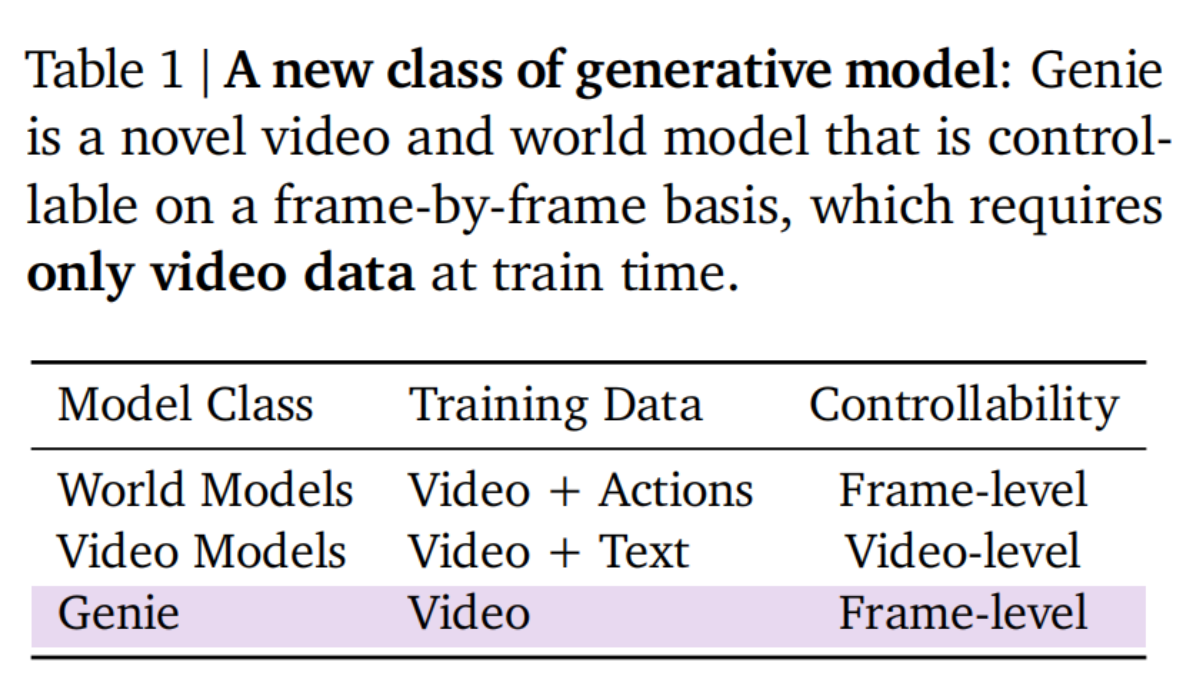 Table 1 | A new class of generative model: Genie
is a novel video and world model that is control-
lable on a frame-by-frame basis, which requires
only video data at train time.
Model Class Training Data Controllability
World Models Video + Actions Frame-level
Video Models Video + Text Video-level
Genie Video Frame-level